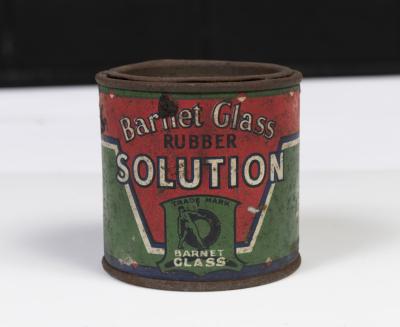 Barnet Glass
RUBBER
SOLUTION
TRADE MARK
BARNET
GLASS